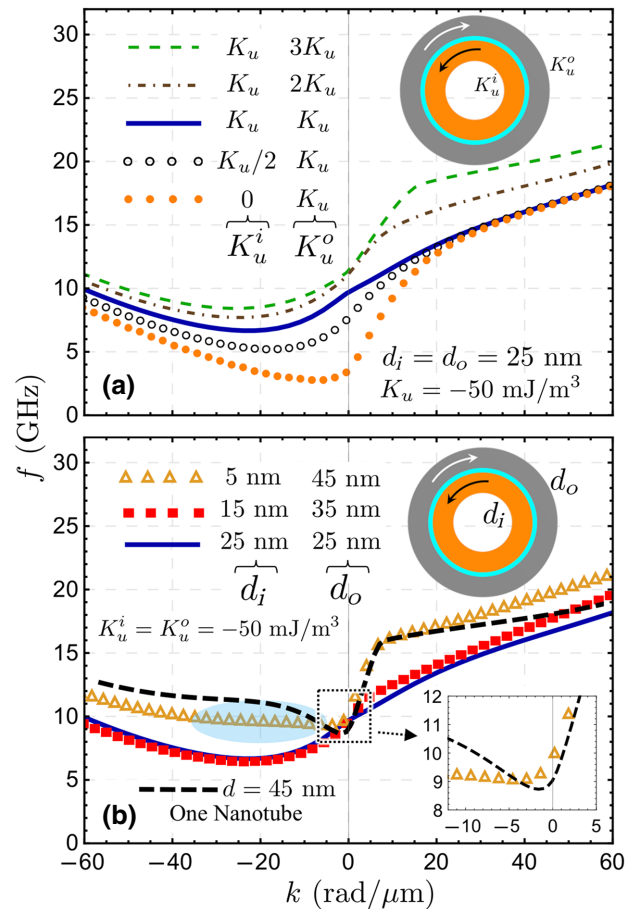 30
25
20
15
10
5
0
K_u 3K_u
K_u 2K_u
K_u K_u
K_u/2 K_u
0 K_u
K_u^i K_u^o
K_u^i
K_u^o
d_i = d_o = 25 nm
K_u = −50 mJ/m³
(a)
f (GHz)
30
25
20
15
10
5
0
5 nm 45 nm
15 nm 35 nm
25 nm 25 nm
d_i d_o
d_i
d_o
K_u^i = K_u^o = −50 mJ/m³
d = 45 nm
One Nanotube
(b)
12
11
10
9
8
−10 −5 0 5
−60 −40 −20 0 20 40 60
k (rad/μm)